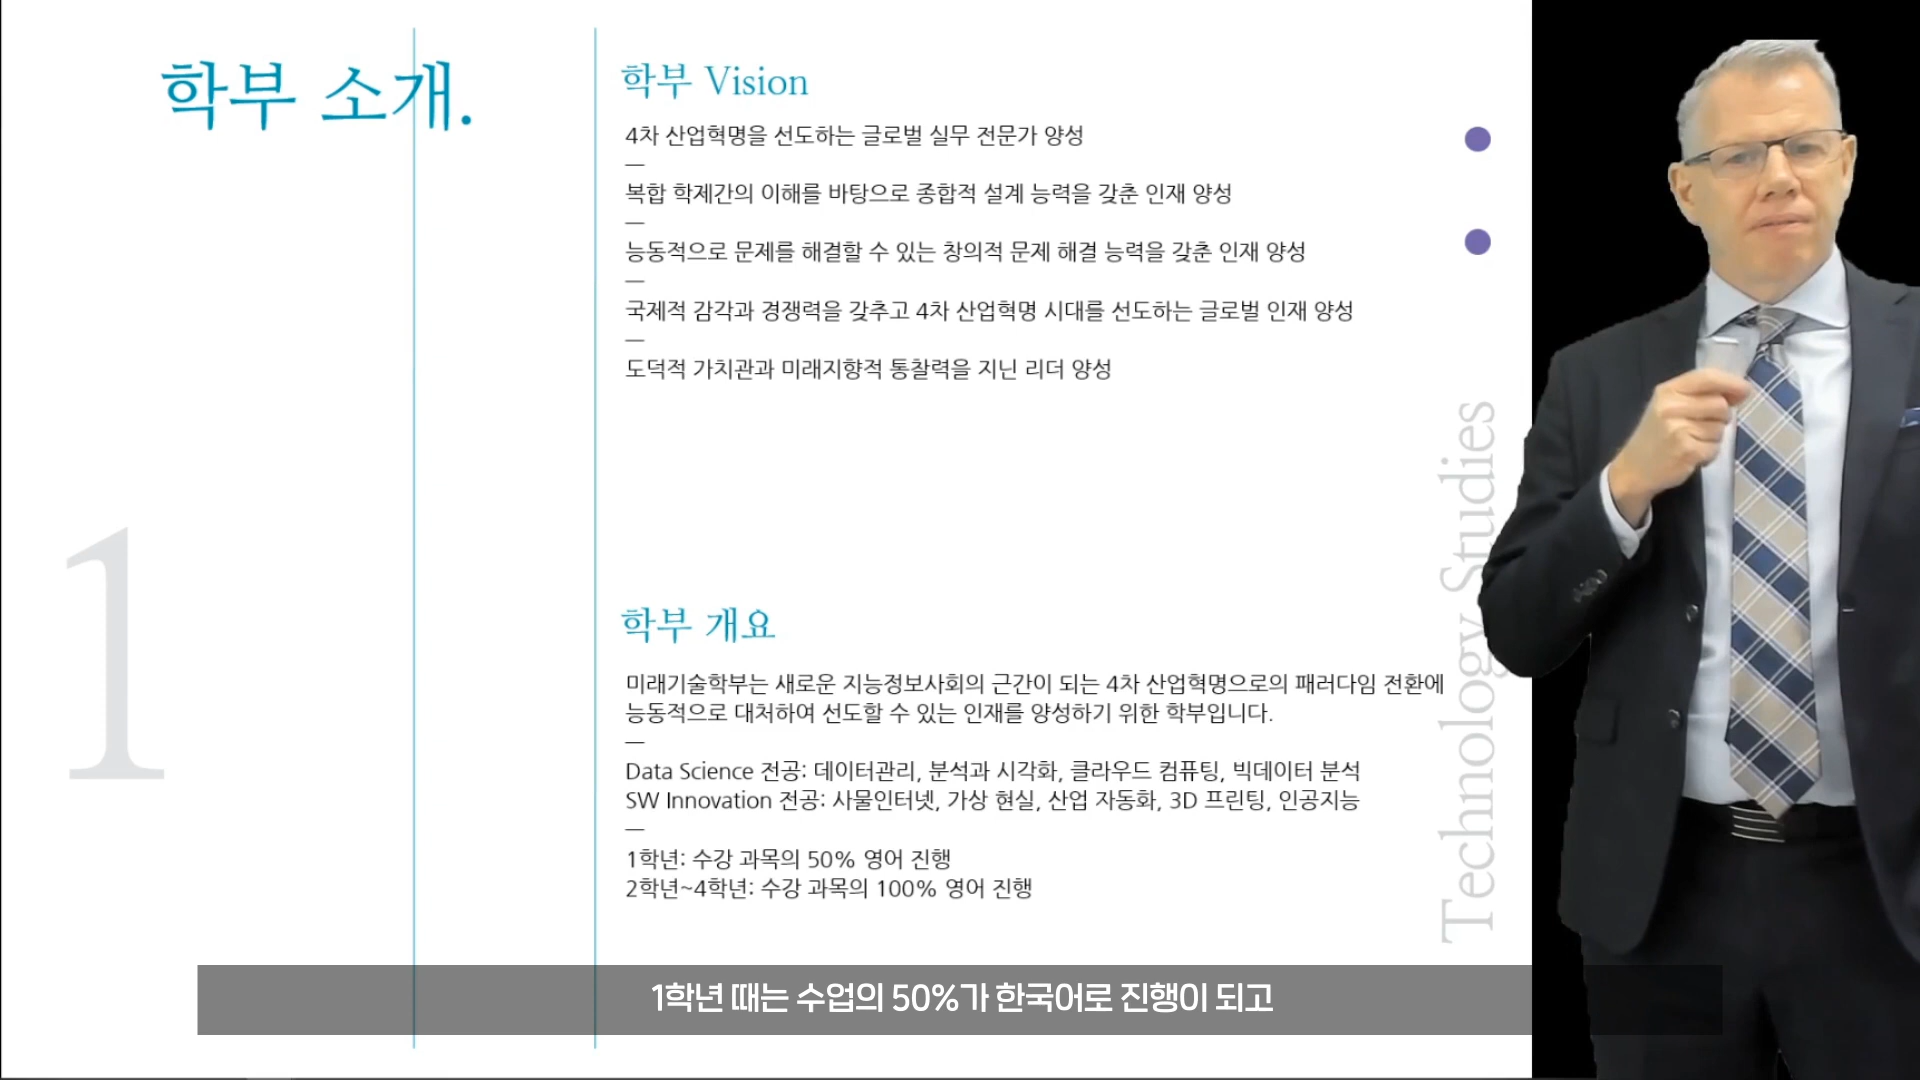 학부 소개.
학부 Vision
4차 산업혁명을 선도하는 글로벌 실무 전문가 양성
—
복합 학제간의 이해를 바탕으로 종합적 설계 능력을 갖춘 인재 양성
—
능동적으로 문제를 해결할 수 있는 창의적 문제 해결 능력을 갖춘 인재 양성
—
국제적 감각과 경쟁력을 갖추고 4차 산업혁명 시대를 선도하는 글로벌 인재 양성
—
도덕적 가치관과 미래지향적 통찰력을 지닌 리더 양성
1
학부 개요
미래기술학부는 새로운 지능정보사회의 근간이 되는 4차 산업혁명으로의 패러다임 전환에
능동적으로 대처하여 선도할 수 있는 인재를 양성하기 위한 학부입니다.
—
Data Science 전공: 데이터관리, 분석과 시각화, 클라우드 컴퓨팅, 빅데이터 분석
SW Innovation 전공: 사물인터넷, 가상 현실, 산업 자동화, 3D 프린팅, 인공지능
—
1학년: 수강 과목의 50% 영어 진행
2학년~4학년: 수강 과목의 100% 영어 진행
Technology Studies
1학년 때는 수업의 50%가 한국어로 진행이 되고